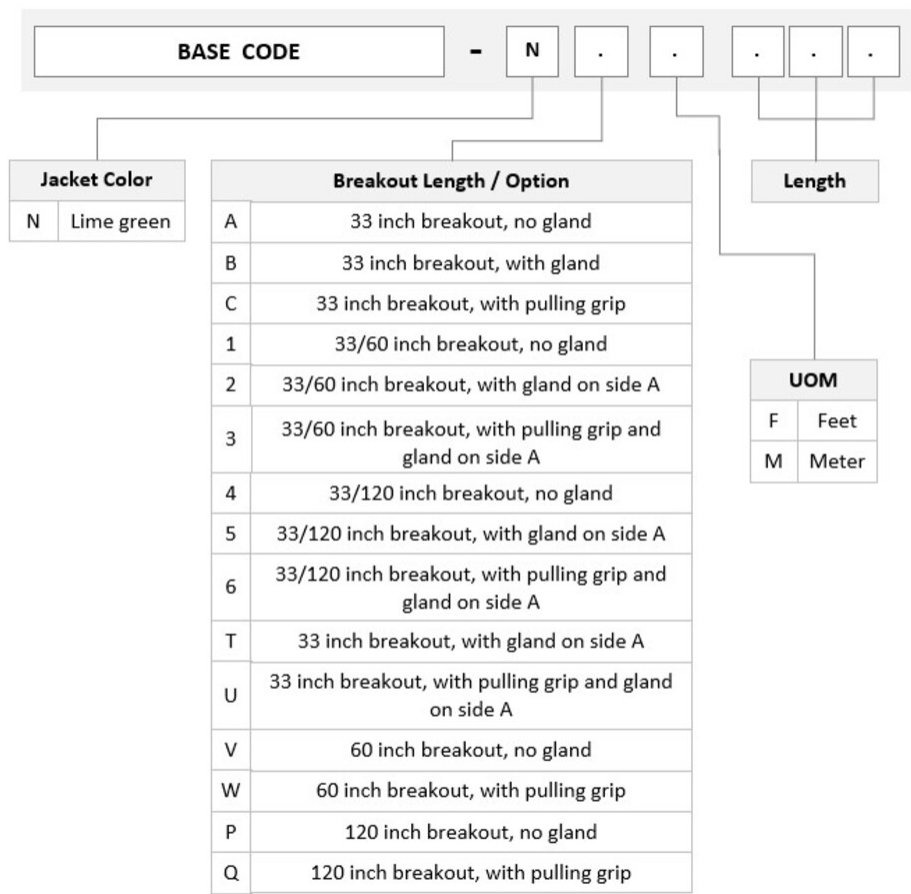 BASE CODE - N . . . . .
Jacket Color
N Lime green
Breakout Length / Option
A 33 inch breakout, no gland
B 33 inch breakout, with gland
C 33 inch breakout, with pulling grip
1 33/60 inch breakout, no gland
2 33/60 inch breakout, with gland on side A
3 33/60 inch breakout, with pulling grip and
gland on side A
4 33/120 inch breakout, no gland
5 33/120 inch breakout, with gland on side A
6 33/120 inch breakout, with pulling grip and
gland on side A
T 33 inch breakout, with gland on side A
U 33 inch breakout, with pulling grip and gland
on side A
V 60 inch breakout, no gland
W 60 inch breakout, with pulling grip
P 120 inch breakout, no gland
Q 120 inch breakout, with pulling grip
Length
UOM
F Feet
M Meter